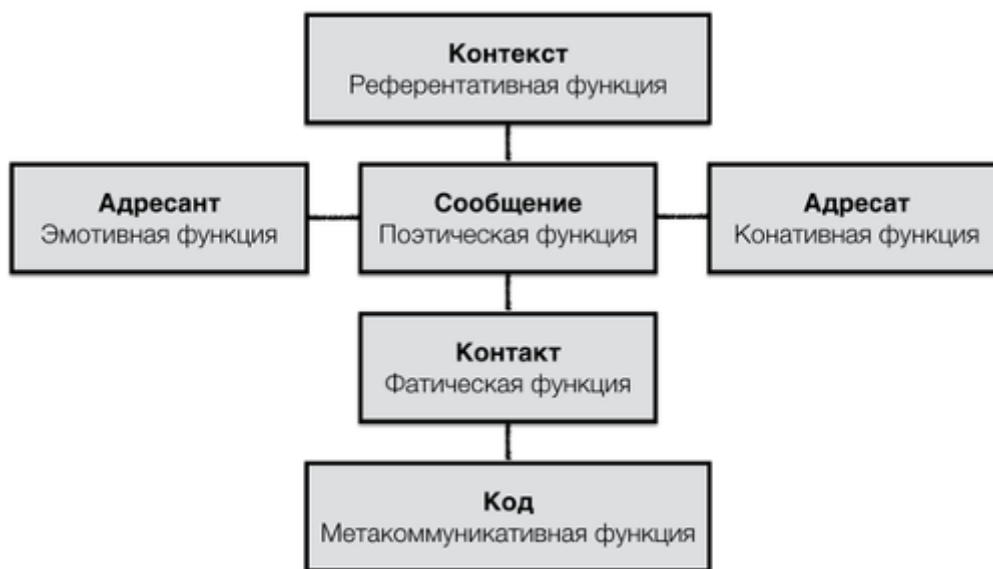 Контекст
Референтативная функция
Адресант
Эмотивная функция
Сообщение
Поэтическая функция
Адресат
Конативная функция
Контакт
Фатическая функция
Код
Метакоммуникативная функция